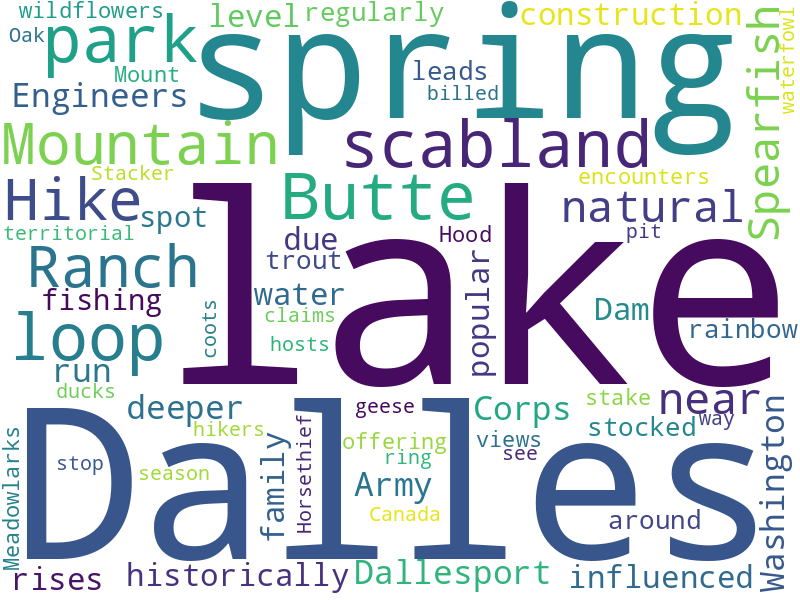 wildflowers
level
regularly
construction
Oak
park
spring
Spearfish
waterfowl
Mount
leads
Engineers
billed
Mountain
scabland
Stacker
Butte
encounters
Hike
spot
natural
territorial
due
Hood
pit
Ranch
trout
lake
popular
fishing
water
Dam
loop
coots
claims
rainbow
hosts
run
ducks
deeper
geese
Corps
stake
near
Dalles
hikers
Horsethief
offering
views
stocked
way
Washington
Meadowlarks
stop
season
family
ring
see
Army
Canada
around
rises
historically
Dallesport
influenced